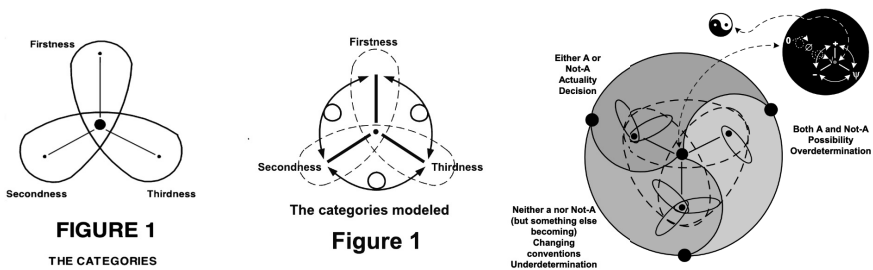 Firstness
Secondness
Thirdness
FIGURE 1
THE CATEGORIES
Firstness
Secondness
Thirdness
The categories modeled
Figure 1
Either A or
Not-A
Actuality
Decision
Both A and Not-A
Possibility
Overdetermination
Neither a nor Not-A
(but something else
becoming)
Changing
conventions
Underdetermination
0
+
-
Ψ